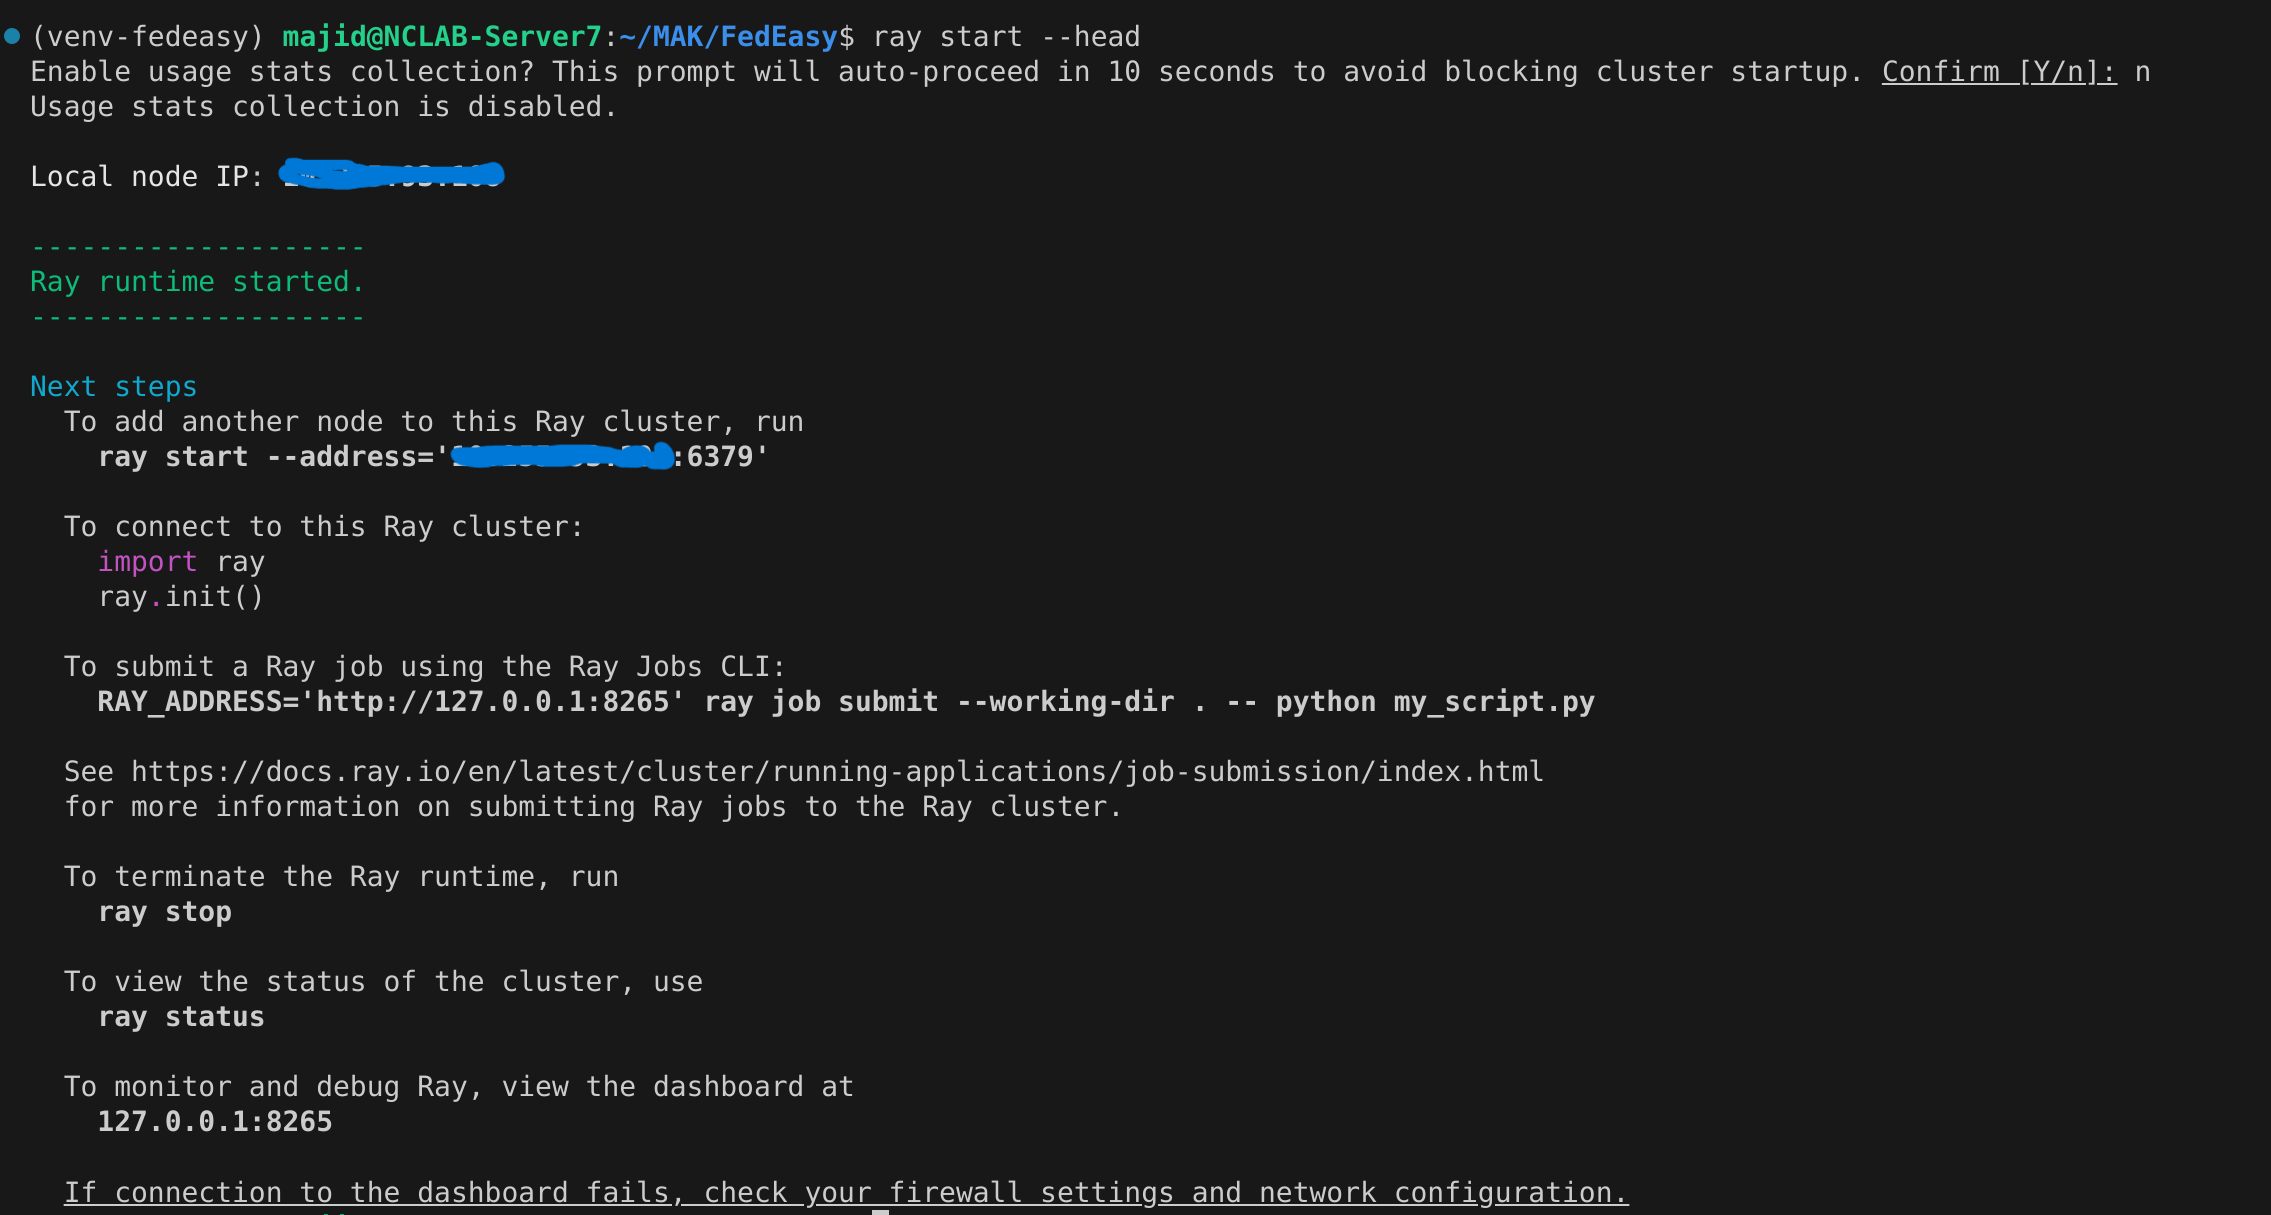 (venv-fedeasy) majid@NCLAB-Server7:~/MAK/FedEasy$ ray start --head
Enable usage stats collection? This prompt will auto-proceed in 10 seconds to avoid blocking cluster startup. Confirm [Y/n]: n
Usage stats collection is disabled.
Local node IP:
--------------------
Ray runtime started.
--------------------
Next steps
To add another node to this Ray cluster, run
ray start --address=' :6379'
To connect to this Ray cluster:
import ray
ray.init()
To submit a Ray job using the Ray Jobs CLI:
RAY_ADDRESS='http://127.0.0.1:8265' ray job submit --working-dir . -- python my_script.py
See https://docs.ray.io/en/latest/cluster/running-applications/job-submission/index.html
for more information on submitting Ray jobs to the Ray cluster.
To terminate the Ray runtime, run
ray stop
To view the status of the cluster, use
ray status
To monitor and debug Ray, view the dashboard at
127.0.0.1:8265
If connection to the dashboard fails, check your firewall settings and network configuration.